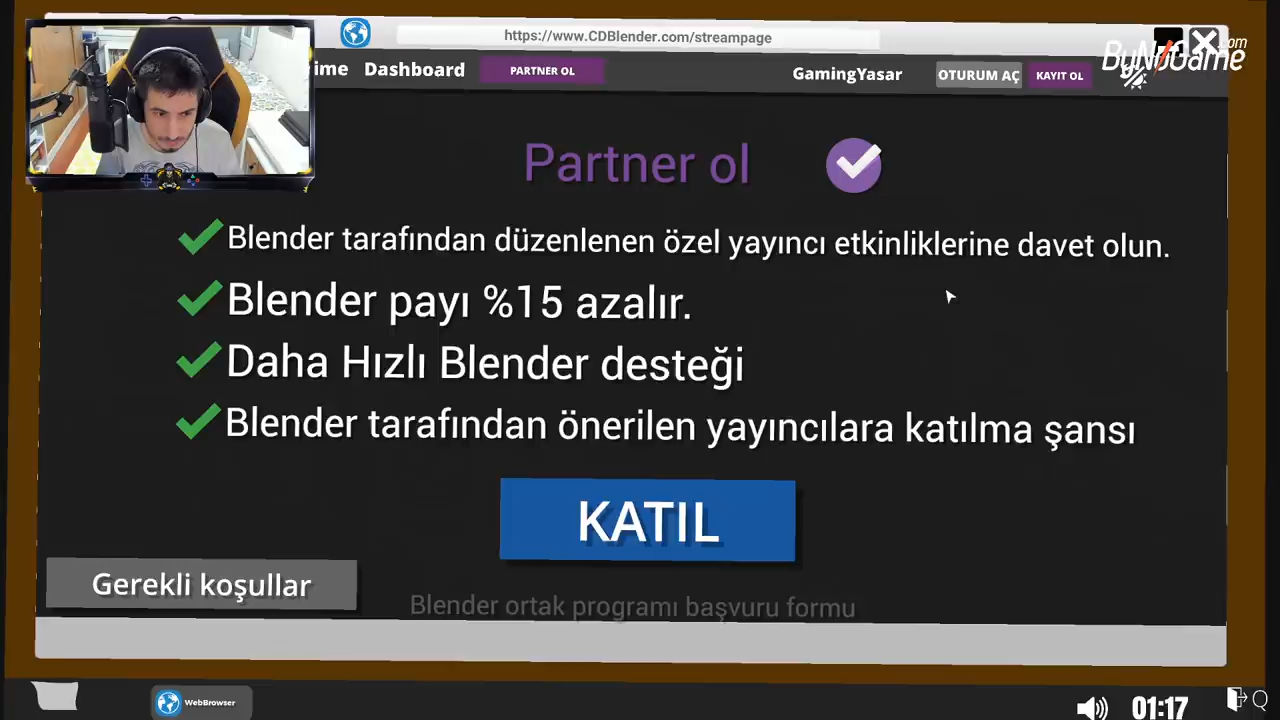 https://www.CDBlender.com/streampage
ime Dashboard PARTNER OL GamingYasar OTURUM AÇ KAYIT OL
ByNoGame.com
Partner ol
Blender tarafından düzenlenen özel yayıncı etkinliklerine davet olun.
Blender payı %15 azalır.
Daha Hızlı Blender desteği
Blender tarafından önerilen yayıncılara katılma şansı
KATIL
Gerekli koşullar
Blender ortak programı başvuru formu
WebBrowser
01:17
Q